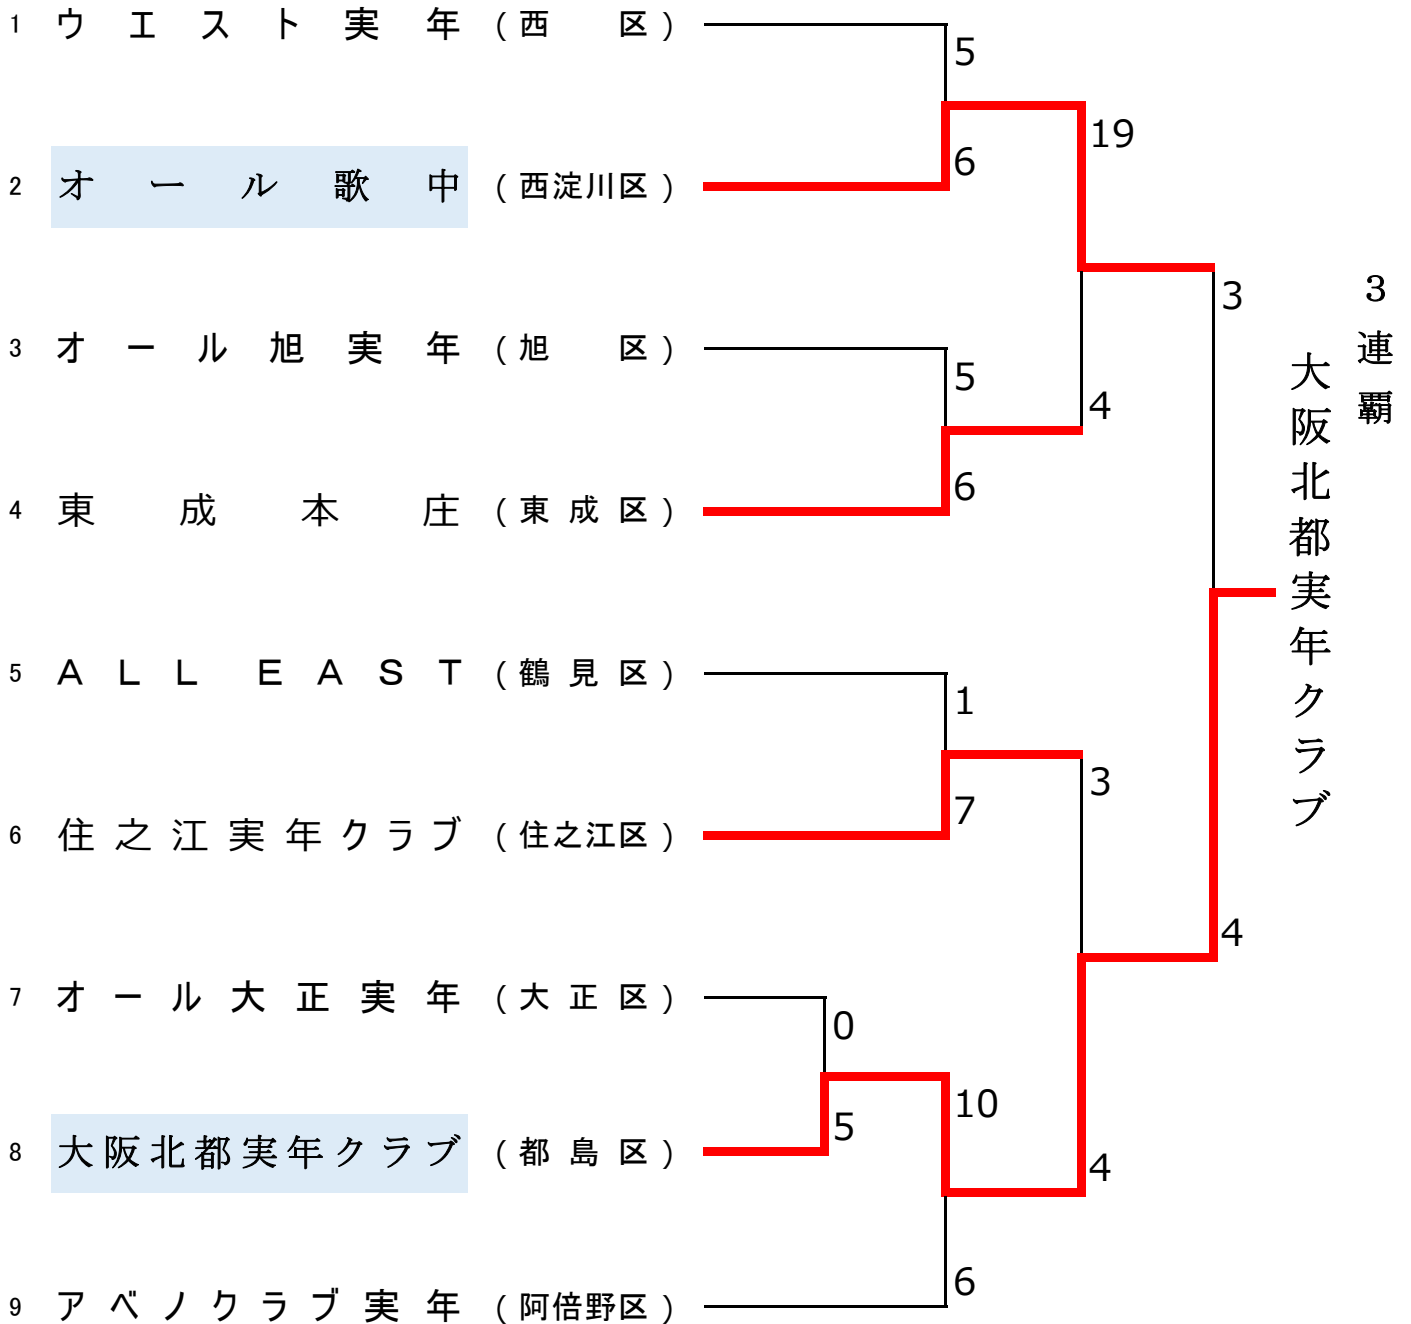 1 ウエスト実年 (西区)
5
2 オール歌中 (西淀川区)
6
19
3 オール旭実年 (旭区)
5
4 東成本庄 (東成区)
6
4
3
5 ALL EAST (鶴見区)
1
6 住之江実年クラブ (住之江区)
7
3
7 オール大正実年 (大正区)
0
8 大阪北都実年クラブ (都島区)
5
10
9 アベノクラブ実年 (阿倍野区)
6
4
4
3連覇
大阪北都実年クラブ